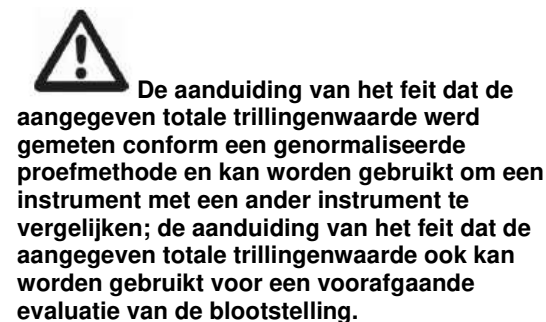 De aanduiding van het feit dat de
aangegeven totale trillingenwaarde werd
gemeten conform een genormaliseerde
proefmethode en kan worden gebruikt om een
instrument met een ander instrument te
vergelijken; de aanduiding van het feit dat de
aangegeven totale trillingenwaarde ook kan
worden gebruikt voor een voorafgaande
evaluatie van de blootstelling.